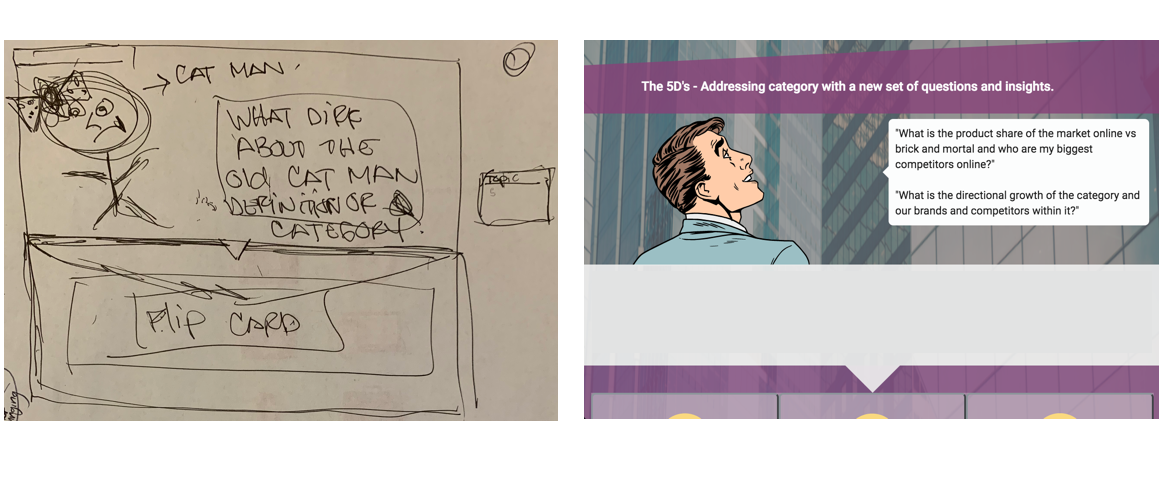 CAT MAN
WHAT DIRK
ABOUT THE
Old CAT MAN
DEFINITION OF
CATEGORY.
TOPIC
Flip CARD
The 5D's - Addressing category with a new set of questions and insights.
"What is the product share of the market online vs
brick and mortal and who are my biggest
competitors online?"
"What is the directional growth of the category and
our brands and competitors within it?"